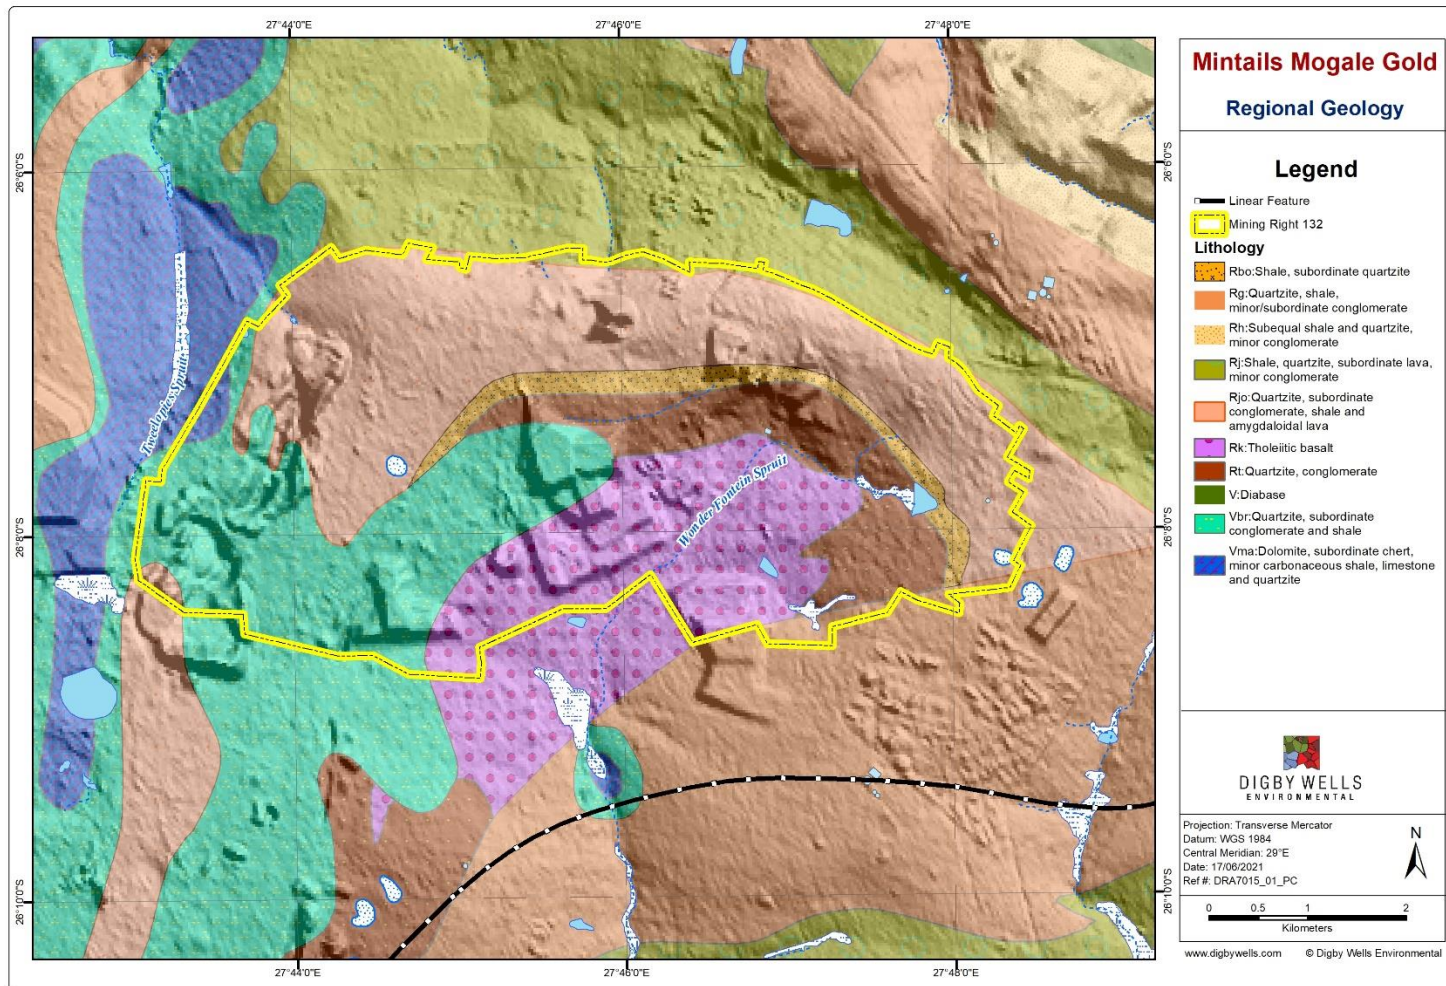 27°44'0"E
27°46'0"E
27°48'0"E
26°6'0"S
26°6'0"S
26°8'0"S
26°8'0"S
26°10'0"S
26°10'0"S
27°44'0"E
27°46'0"E
27°48'0"E
Tweelopies Spruit
Wonder Fontein Spruit
Mintails Mogale Gold
Regional Geology
Legend
Linear Feature
Mining Right 132
Lithology
Rbo:Shale, subordinate quartzite
Rg:Quartzite, shale,
minor/subordinate conglomerate
Rh:Subequal shale and quartzite,
minor conglomerate
Rj:Shale, quartzite, subordinate lava,
minor conglomerate
Rjo:Quartzite, subordinate
conglomerate, shale and
amygdaloidal lava
Rk:Tholeiitic basalt
Rt:Quartzite, conglomerate
V:Diabase
Vbr:Quartzite, subordinate
conglomerate and shale
Vma:Dolomite, subordinate chert,
minor carbonaceous shale, limestone
and quartzite
DIGBY WELLS
ENVIRONMENTAL
Projection: Transverse Mercator
Datum: WGS 1984
Central Meridian: 29°E
Date: 17/06/2021
Ref #: DRA7015_01_PC
N
0 0.5 1 2
Kilometers
www.digbywells.com © Digby Wells Environmental